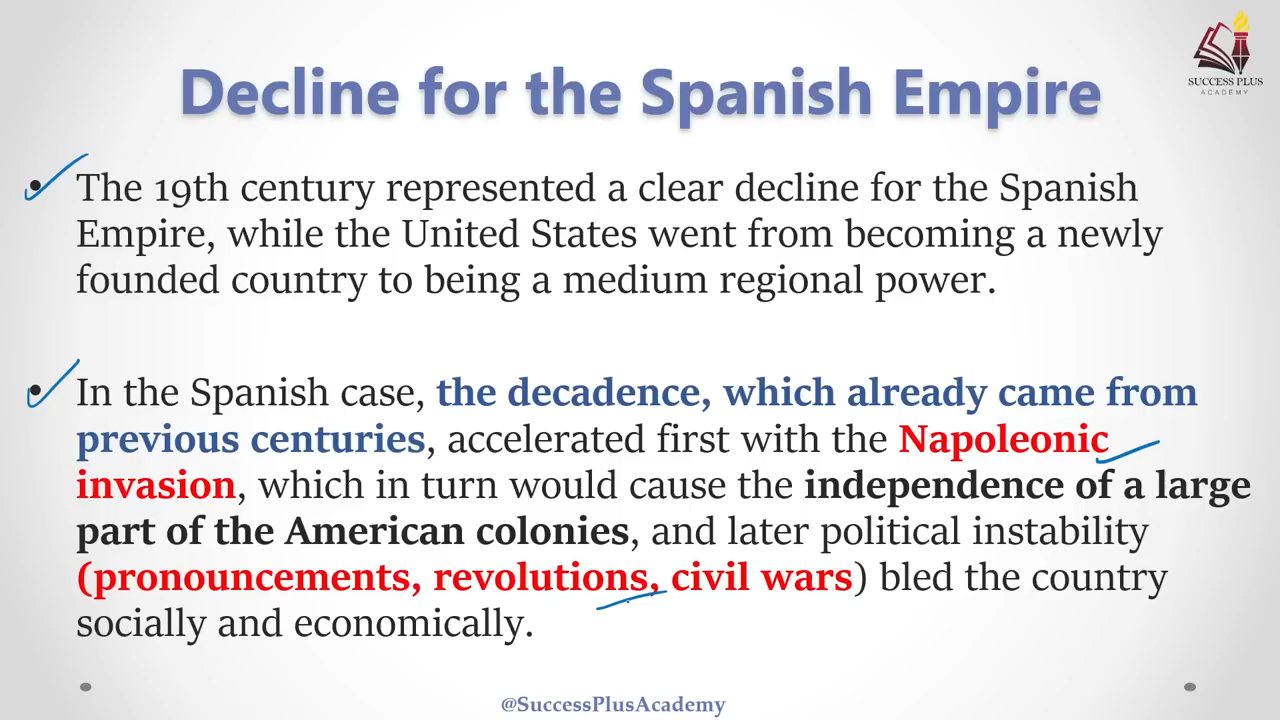 SUCCESS PLUS
ACADEMY
Decline for the Spanish Empire
• The 19th century represented a clear decline for the Spanish
Empire, while the United States went from becoming a newly
founded country to being a medium regional power.
• In the Spanish case, the decadence, which already came from
previous centuries, accelerated first with the Napoleonic
invasion, which in turn would cause the independence of a large
part of the American colonies, and later political instability
(pronouncements, revolutions, civil wars) bled the country
socially and economically.
@SuccessPlusAcademy